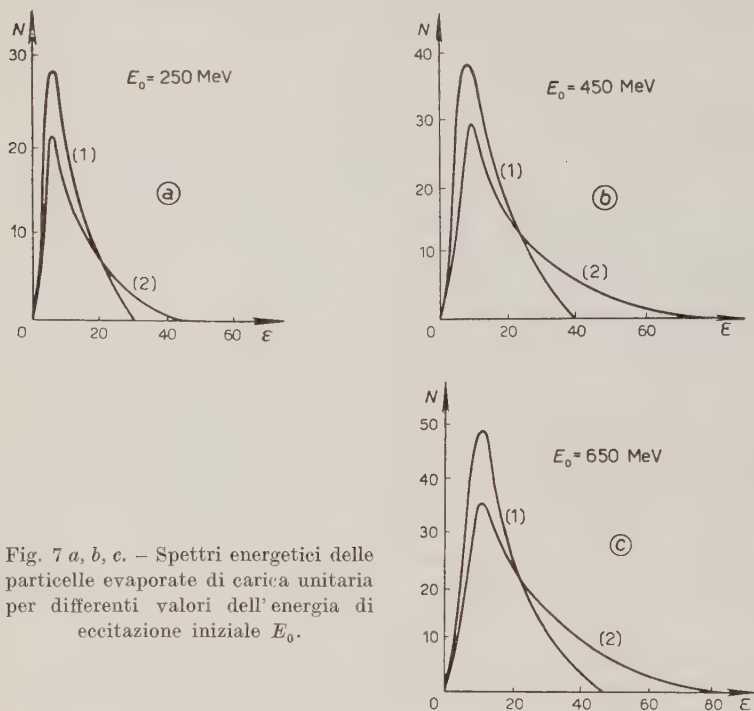 N
30
20
10
0
20
40
60
ε
E₀ = 250 MeV
(1)
(2)
a
N
40
30
20
10
0
20
40
60
ε
E₀ = 450 MeV
(1)
(2)
b
N
50
40
30
20
10
0
20
40
60
80
ε
E₀ = 650 MeV
(1)
(2)
c
Fig. 7 a, b, c. – Spettri energetici delle
particelle evaporate di carica unitaria
per differenti valori dell'energia di
eccitazione iniziale E₀.